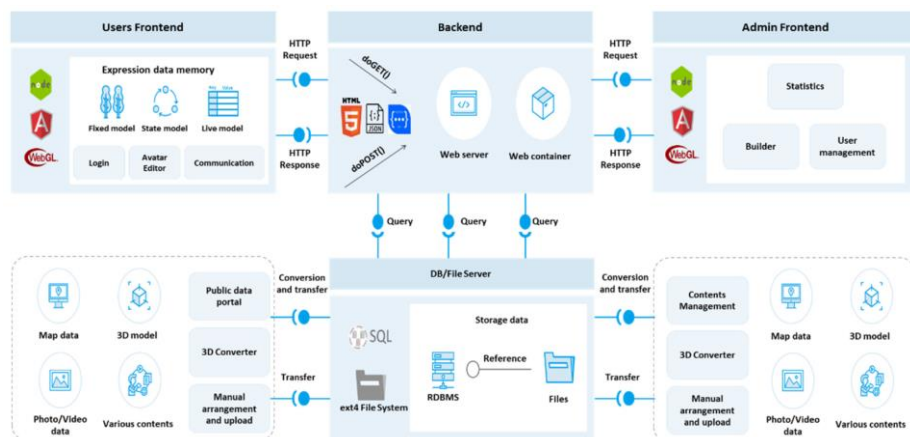 Users Frontend
Expression data memory
Fixed model
State model
Live model
Login
Avatar
Editor
Communication
node
WebGL
HTTP
Request
HTTP
Response
Backend
doGET()
HTML
5
JSON
doPOST()
Web server
Web container
HTTP
Request
HTTP
Response
Admin Frontend
node
WebGL
Statistics
Builder
User
management
Query
Query
Query
Map data
3D model
Photo/Video
data
Various contents
Public data
portal
3D Converter
Manual
arrangement
and upload
Conversion
and transfer
Transfer
DB/File Server
SQL
ext4 File System
Storage data
RDBMS
Reference
Files
Conversion
and transfer
Transfer
Contents
Management
3D Converter
Manual
arrangement
and upload
Map data
3D model
Photo/Video
data
Various contents